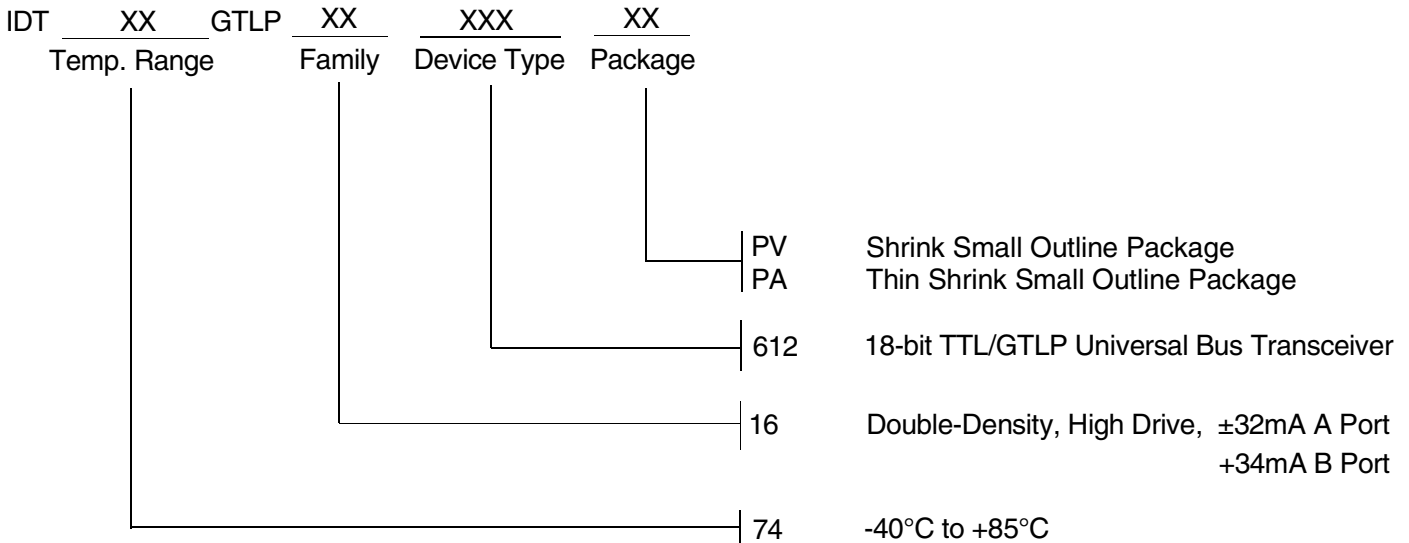 IDT XX GTLP XX XXX XX
Temp. Range Family Device Type Package
PV Shrink Small Outline Package
PA Thin Shrink Small Outline Package
612 18-bit TTL/GTLP Universal Bus Transceiver
16 Double-Density, High Drive, ±32mA A Port
+34mA B Port
74 -40°C to +85°C